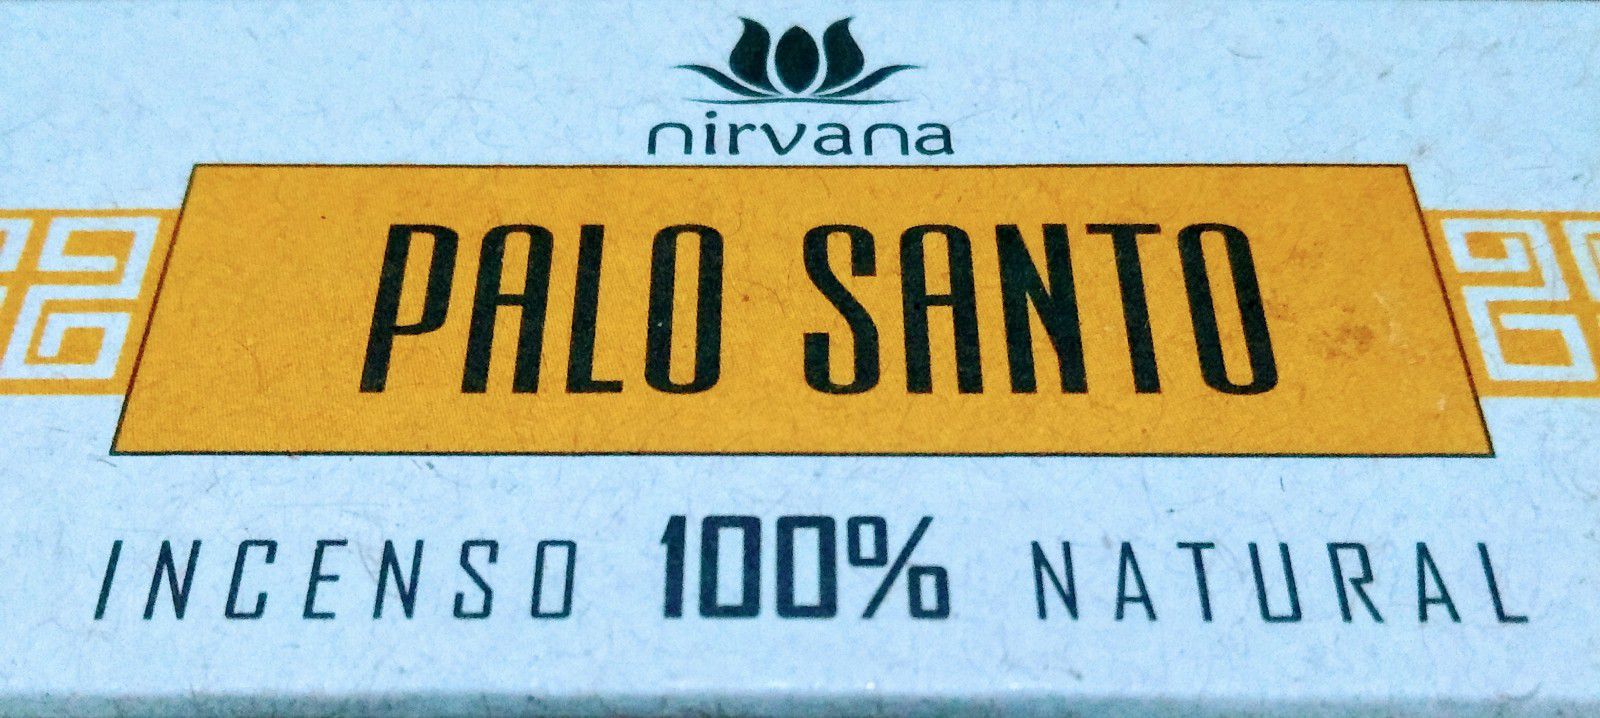 nirvana
PALO SANTO
INCENSO 100% NATURAL